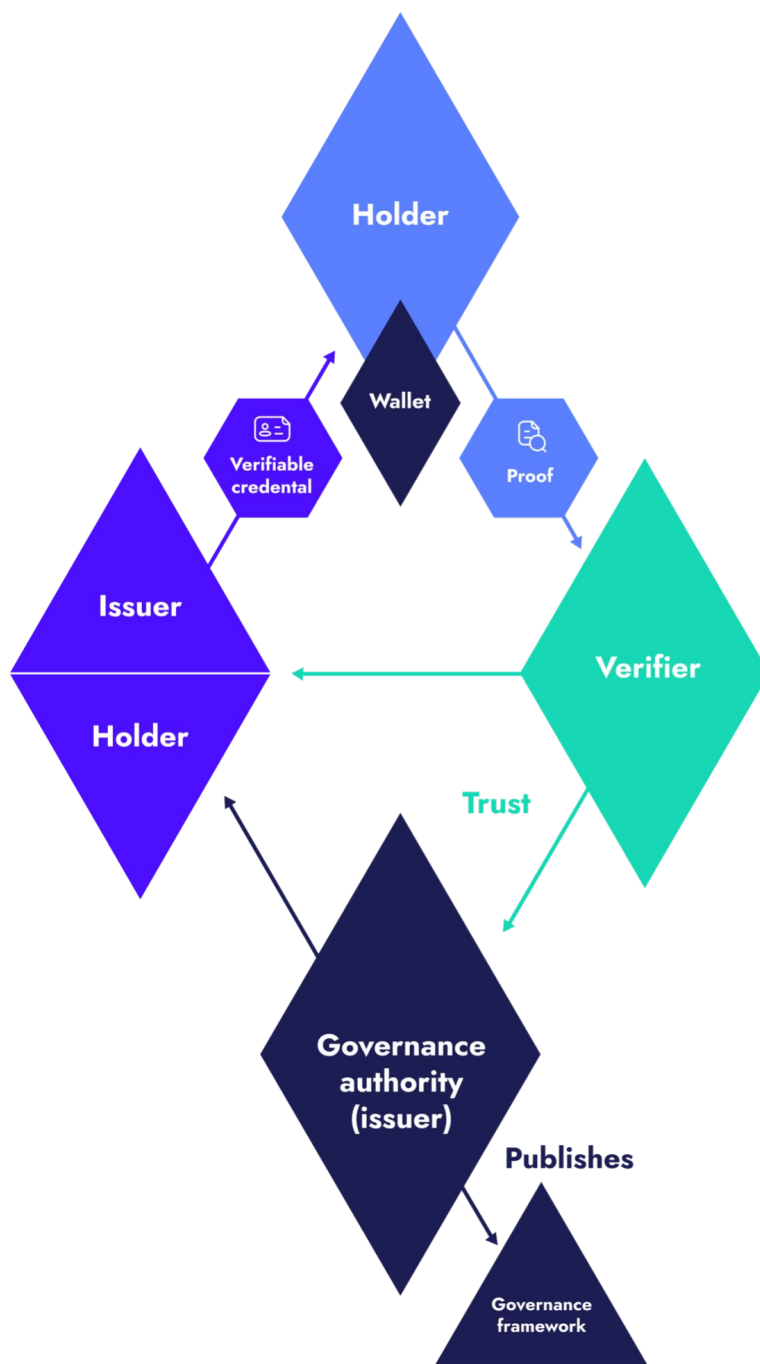 Holder
Wallet
Verifiable
credental
Proof
Issuer
Holder
Verifier
Trust
Governance
authority
(issuer)
Publishes
Governance
framework